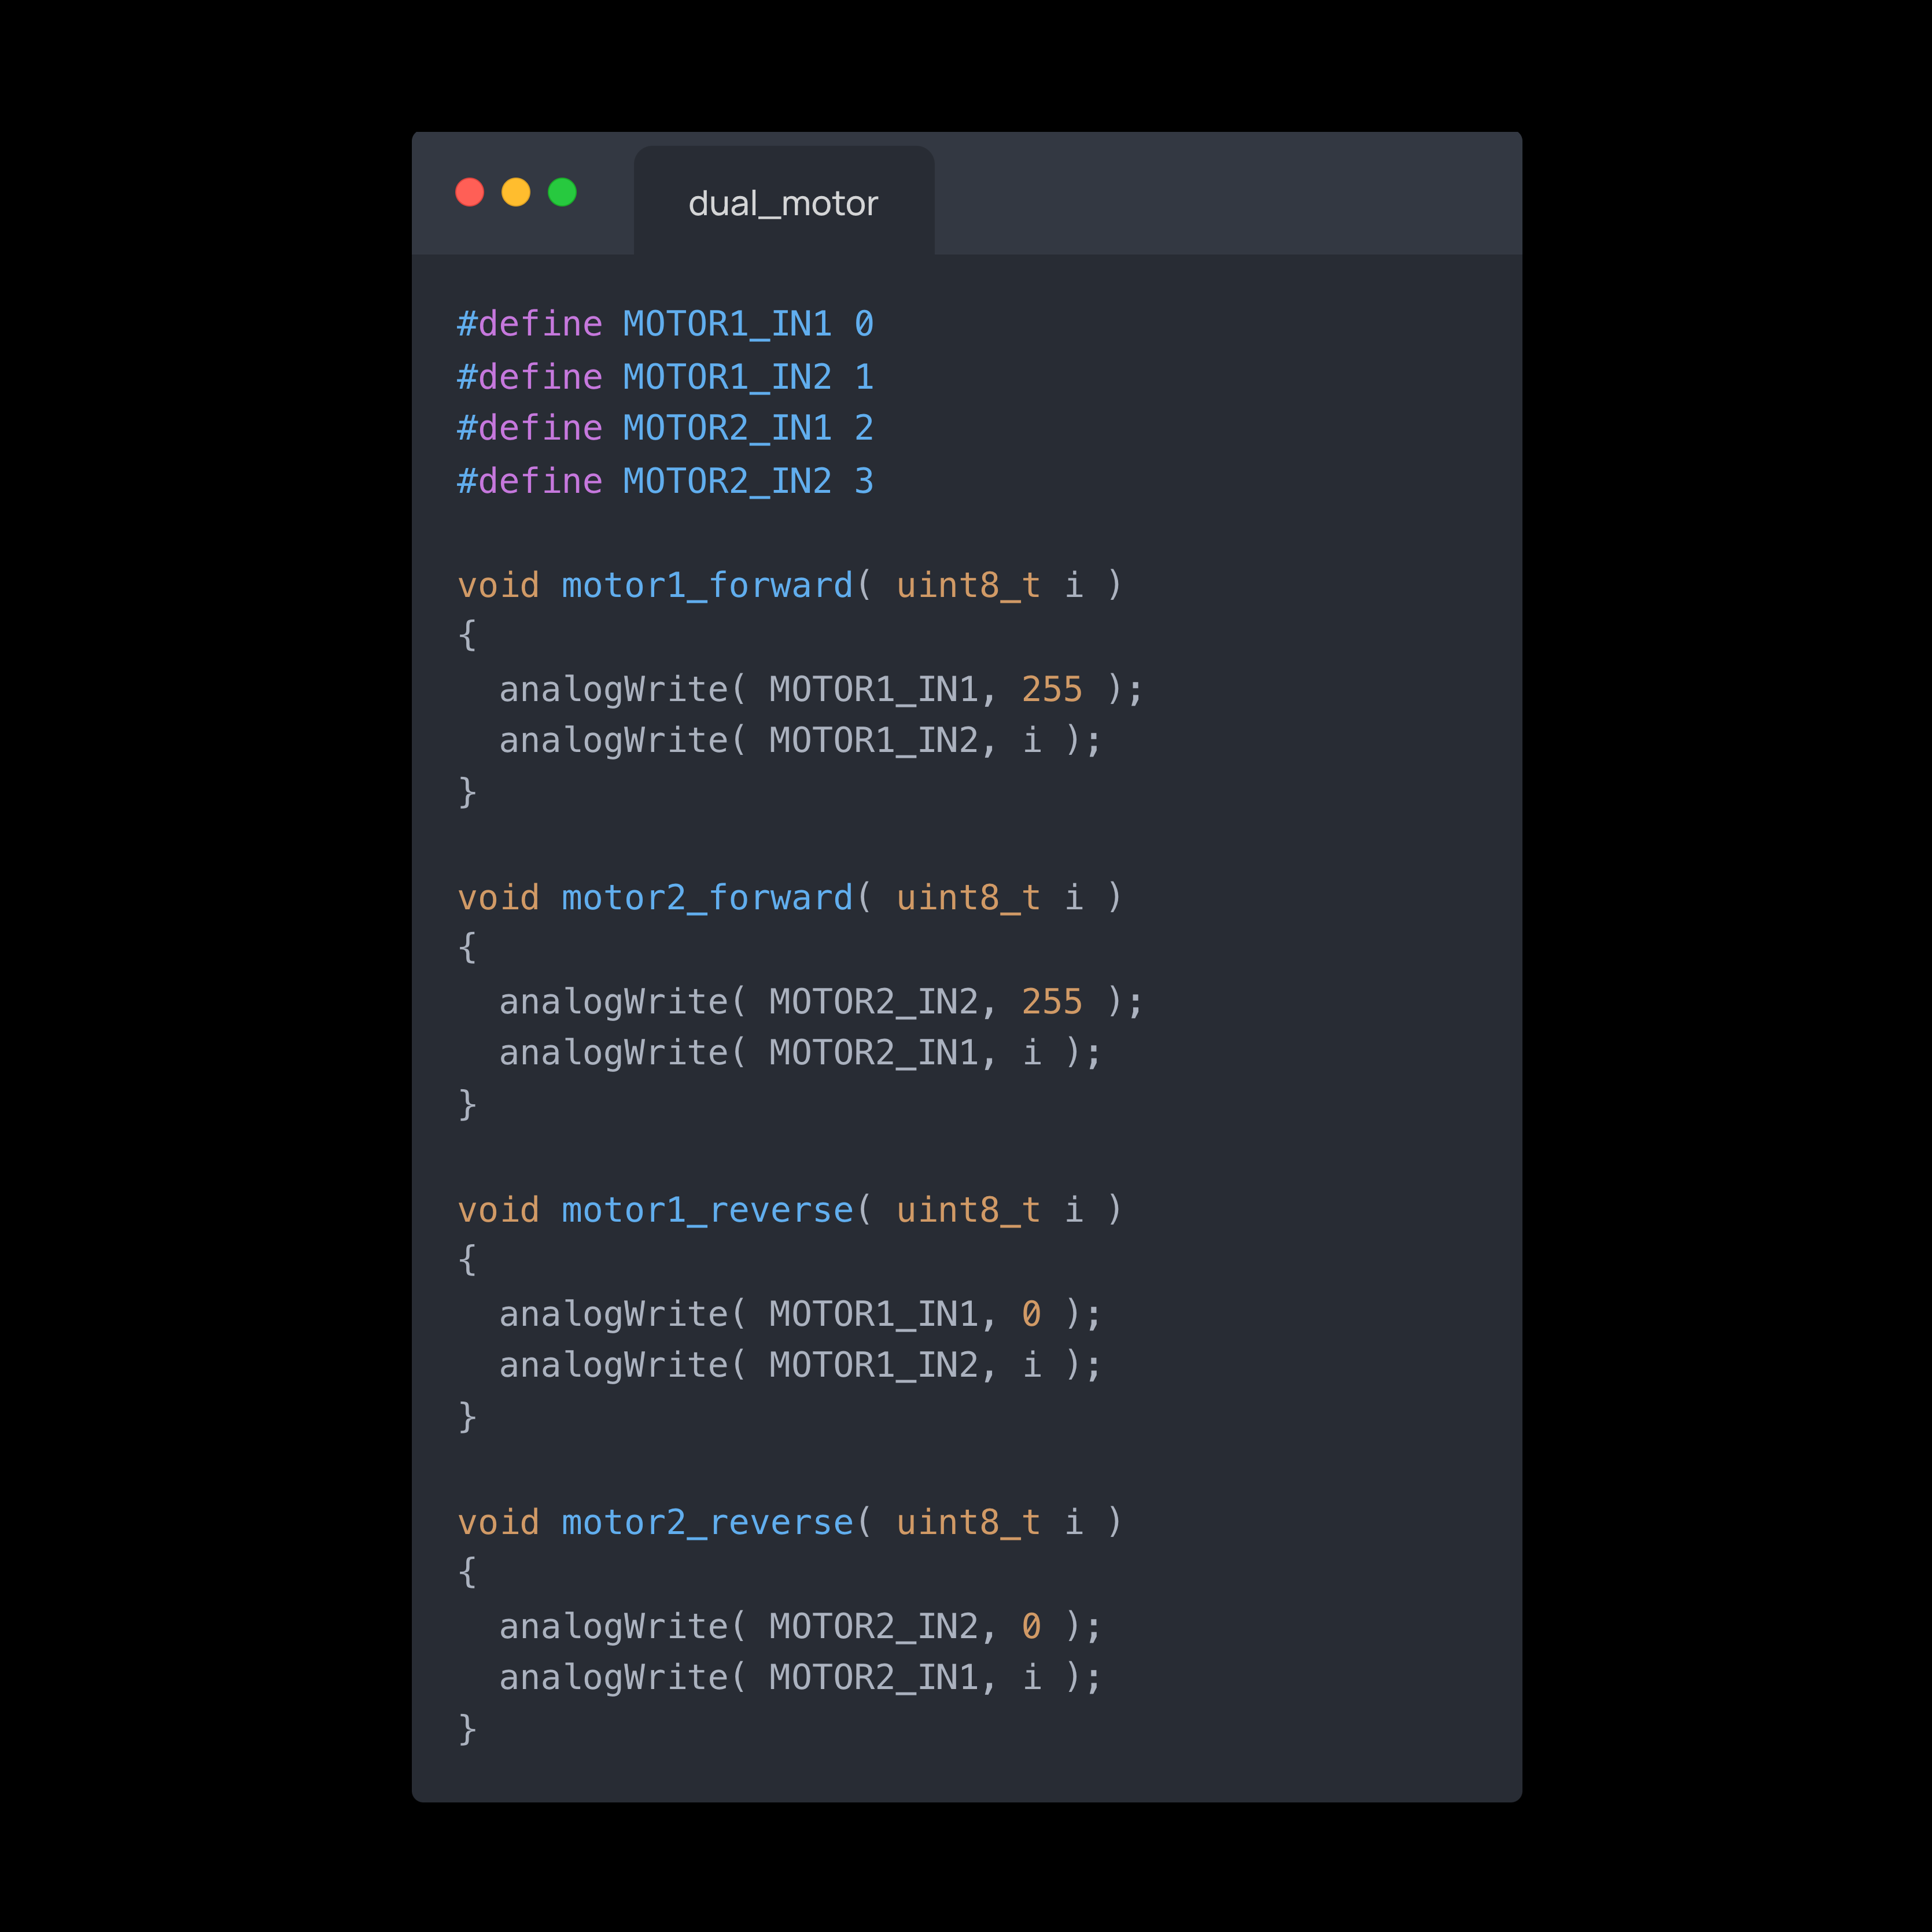 dual_motor
#define MOTOR1_IN1 0
#define MOTOR1_IN2 1
#define MOTOR2_IN1 2
#define MOTOR2_IN2 3
void motor1_forward( uint8_t i )
{
  analogWrite( MOTOR1_IN1, 255 );
  analogWrite( MOTOR1_IN2, i );
}
void motor2_forward( uint8_t i )
{
  analogWrite( MOTOR2_IN2, 255 );
  analogWrite( MOTOR2_IN1, i );
}
void motor1_reverse( uint8_t i )
{
  analogWrite( MOTOR1_IN1, 0 );
  analogWrite( MOTOR1_IN2, i );
}
void motor2_reverse( uint8_t i )
{
  analogWrite( MOTOR2_IN2, 0 );
  analogWrite( MOTOR2_IN1, i );
}